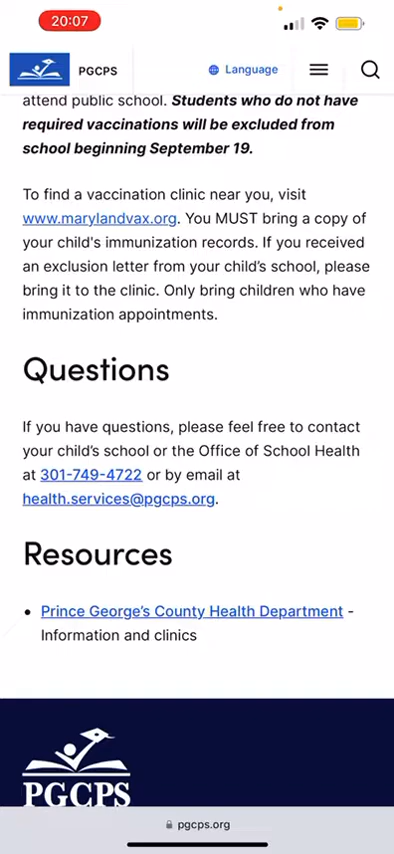 20:07
PGCPS
Language
attend public school. Students who do not have
required vaccinations will be excluded from
school beginning September 19.
To find a vaccination clinic near you, visit
www.marylandvax.org. You MUST bring a copy of
your child's immunization records. If you received
an exclusion letter from your child’s school, please
bring it to the clinic. Only bring children who have
immunization appointments.
Questions
If you have questions, please feel free to contact
your child’s school or the Office of School Health
at 301-749-4722 or by email at
health.services@pgcps.org.
Resources
• Prince George’s County Health Department -
Information and clinics
PGCPS
pgcps.org